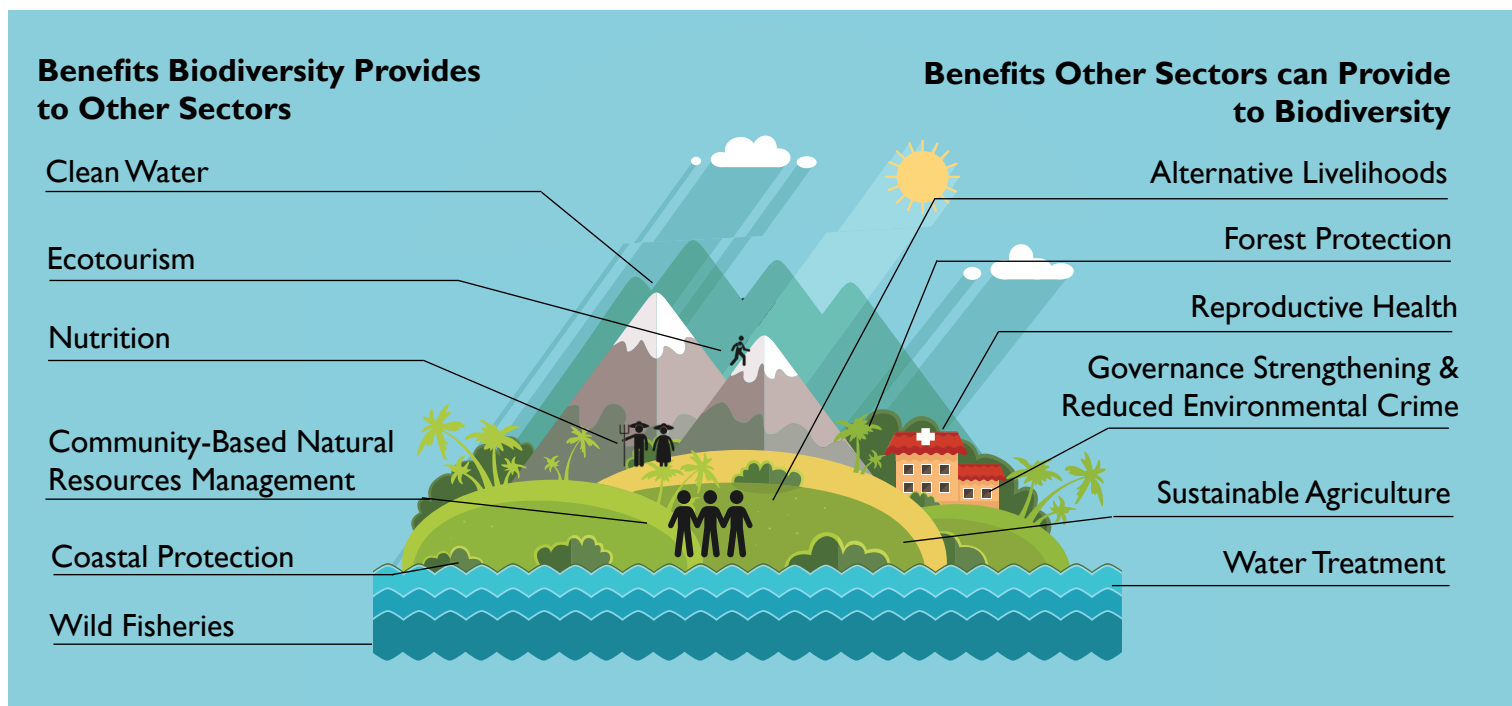 Benefits Biodiversity Provides
to Other Sectors
Clean Water
Ecotourism
Nutrition
Community-Based Natural
Resources Management
Coastal Protection
Wild Fisheries
Benefits Other Sectors can Provide
to Biodiversity
Alternative Livelihoods
Forest Protection
Reproductive Health
Governance Strengthening &
Reduced Environmental Crime
Sustainable Agriculture
Water Treatment